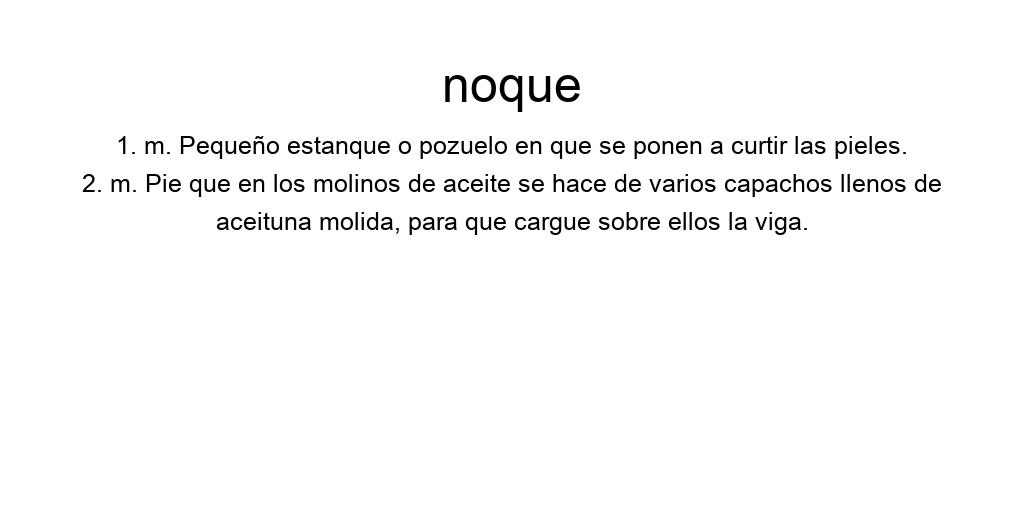 noque
1. m. Pequeño estanque o pozuelo en que se ponen a curtir las pieles.
2. m. Pie que en los molinos de aceite se hace de varios capachos llenos de
aceituna molida, para que cargue sobre ellos la viga.